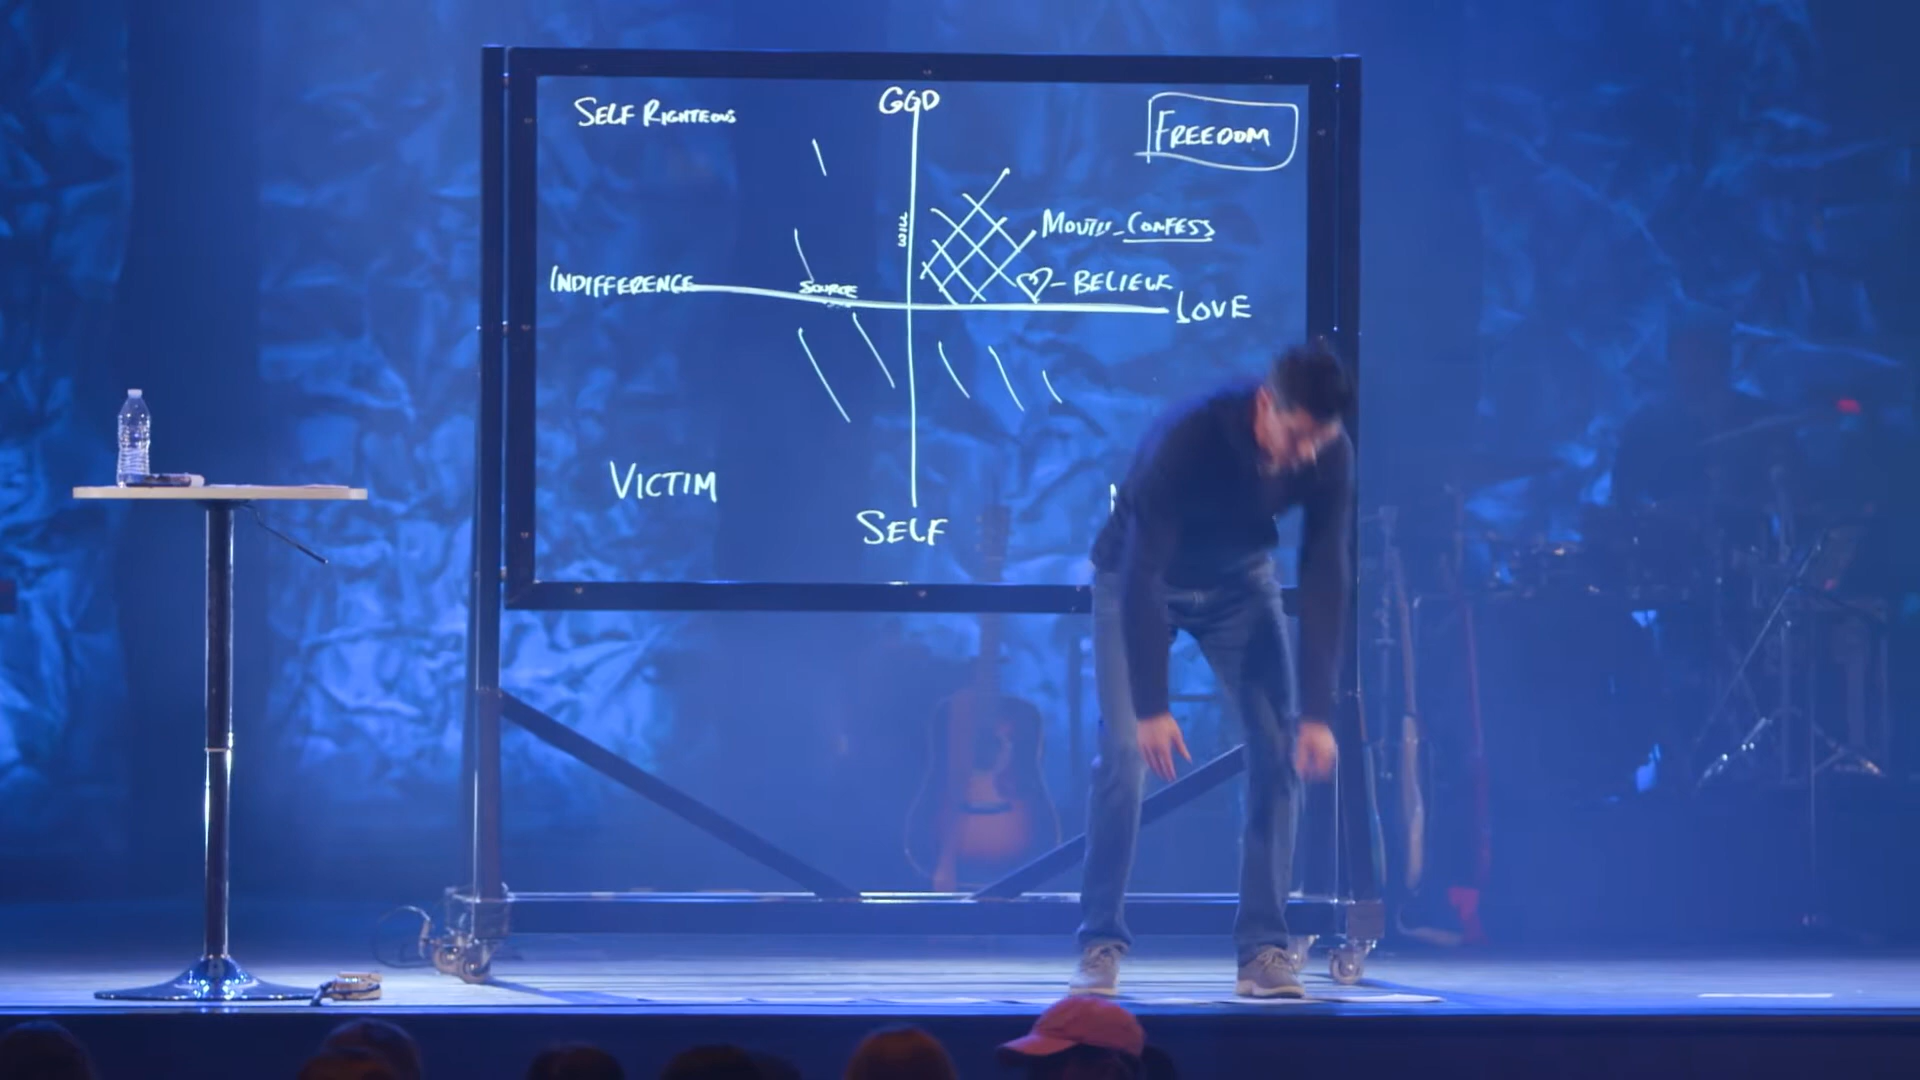 SELF RIGHTEOUS
GOD
FREEDOM
WILL
MOUTH - CONFESS
♡ - BELIEVE
INDIFFERENCE
SOURCE
LOVE
VICTIM
SELF